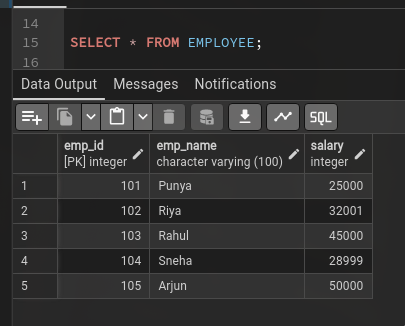 14
15 SELECT * FROM EMPLOYEE;
16
Data Output Messages Notifications
SQL
emp_id emp_name salary
[PK] integer character varying (100) integer
1 101 Punya 25000
2 102 Riya 32001
3 103 Rahul 45000
4 104 Sneha 28999
5 105 Arjun 50000